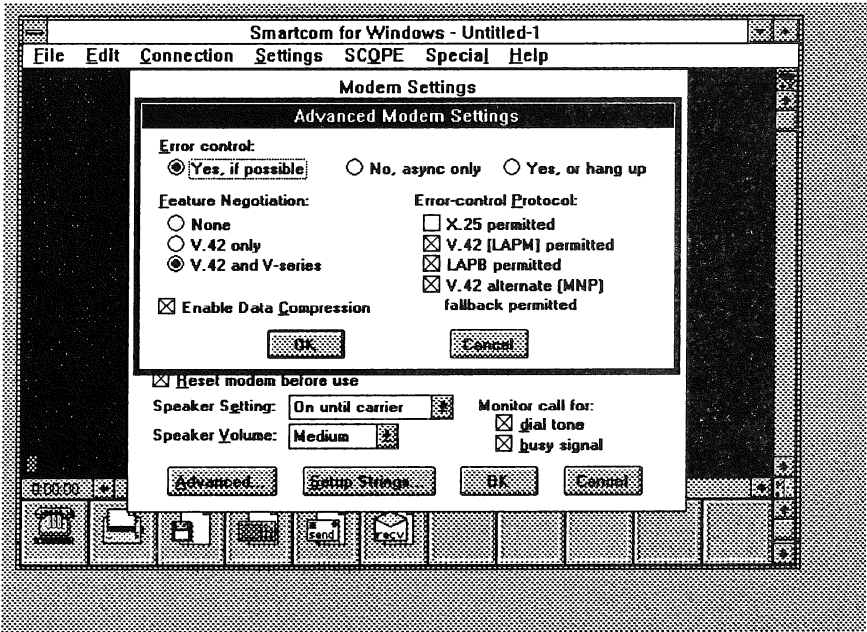 Smartcom for Windows - Untitled-1
File Edit Connection Settings SCOPE Special Help
Modem Settings
Advanced Modem Settings
Error control:
Yes, if possible No, async only Yes, or hang up
Feature Negotiation: Error-control Protocol:
None X.25 permitted
V.42 only V.42 [LAPM] permitted
V.42 and V-series LAPB permitted
V.42 alternate (MNP)
Enable Data Compression fallback permitted
OK Cancel
Reset modem before use
Speaker Setting: On until carrier Monitor call for:
dial tone
Speaker Volume: Medium busy signal
Advanced... Setup Strings... OK Cancel
0:00:00
send recv